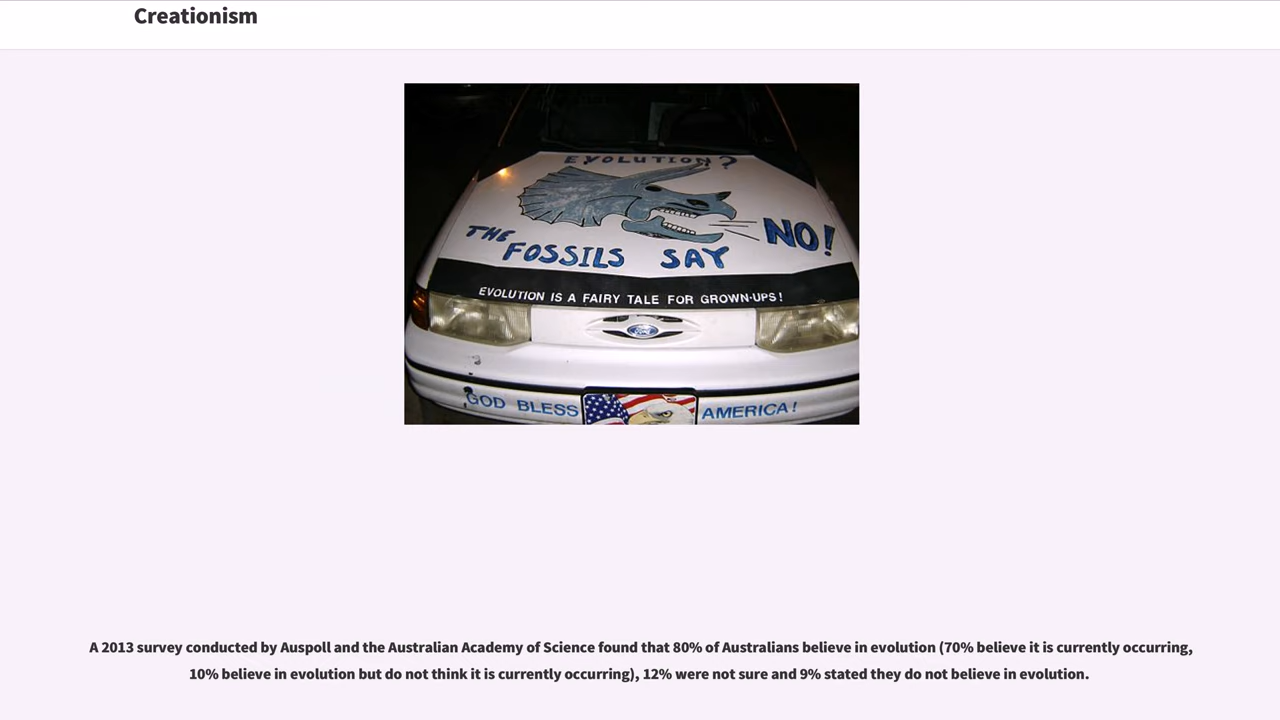 Creationism
EVOLUTION?
NO!
THE
FOSSILS SAY
EVOLUTION IS A FAIRY TALE FOR GROWN-UPS!
Ford
GOD BLESS
AMERICA!
A 2013 survey conducted by Auspoll and the Australian Academy of Science found that 80% of Australians believe in evolution (70% believe it is currently occurring,
10% believe in evolution but do not think it is currently occurring), 12% were not sure and 9% stated they do not believe in evolution.